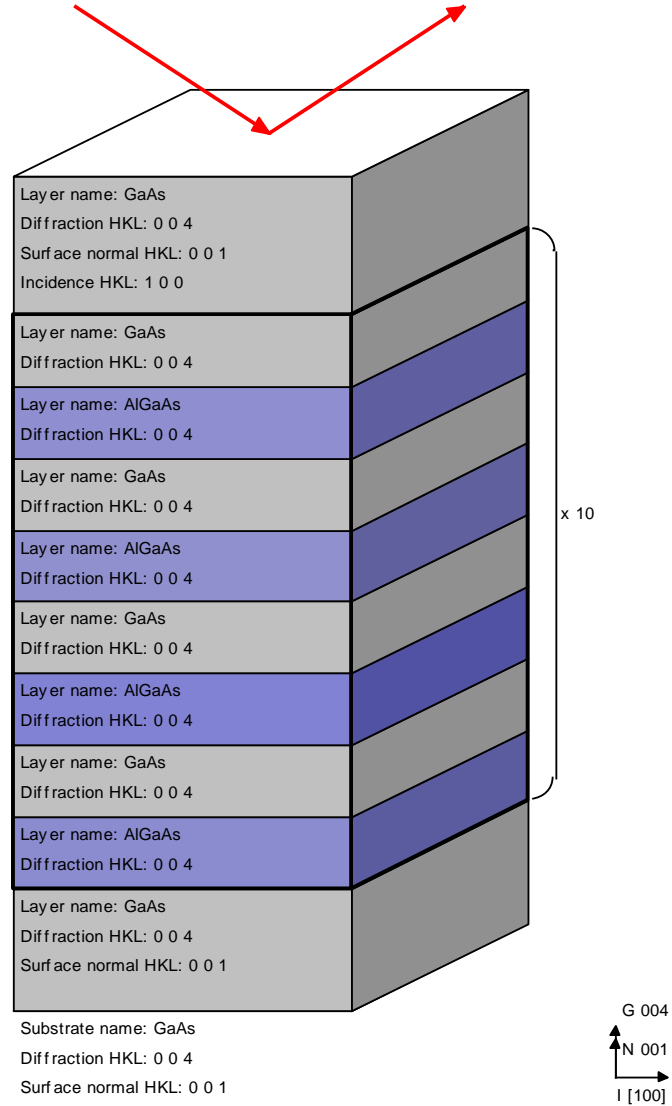 Layer name: GaAs
Diffraction HKL: 0 0 4
Surface normal HKL: 0 0 1
Incidence HKL: 1 0 0
Layer name: GaAs
Diffraction HKL: 0 0 4
Layer name: AlGaAs
Diffraction HKL: 0 0 4
Layer name: GaAs
Diffraction HKL: 0 0 4
Layer name: AlGaAs
Diffraction HKL: 0 0 4
Layer name: GaAs
Diffraction HKL: 0 0 4
Layer name: AlGaAs
Diffraction HKL: 0 0 4
Layer name: GaAs
Diffraction HKL: 0 0 4
Layer name: AlGaAs
Diffraction HKL: 0 0 4
x 10
Layer name: GaAs
Diffraction HKL: 0 0 4
Surface normal HKL: 0 0 1
Substrate name: GaAs
Diffraction HKL: 0 0 4
Surface normal HKL: 0 0 1
G 004
N 001
I [100]